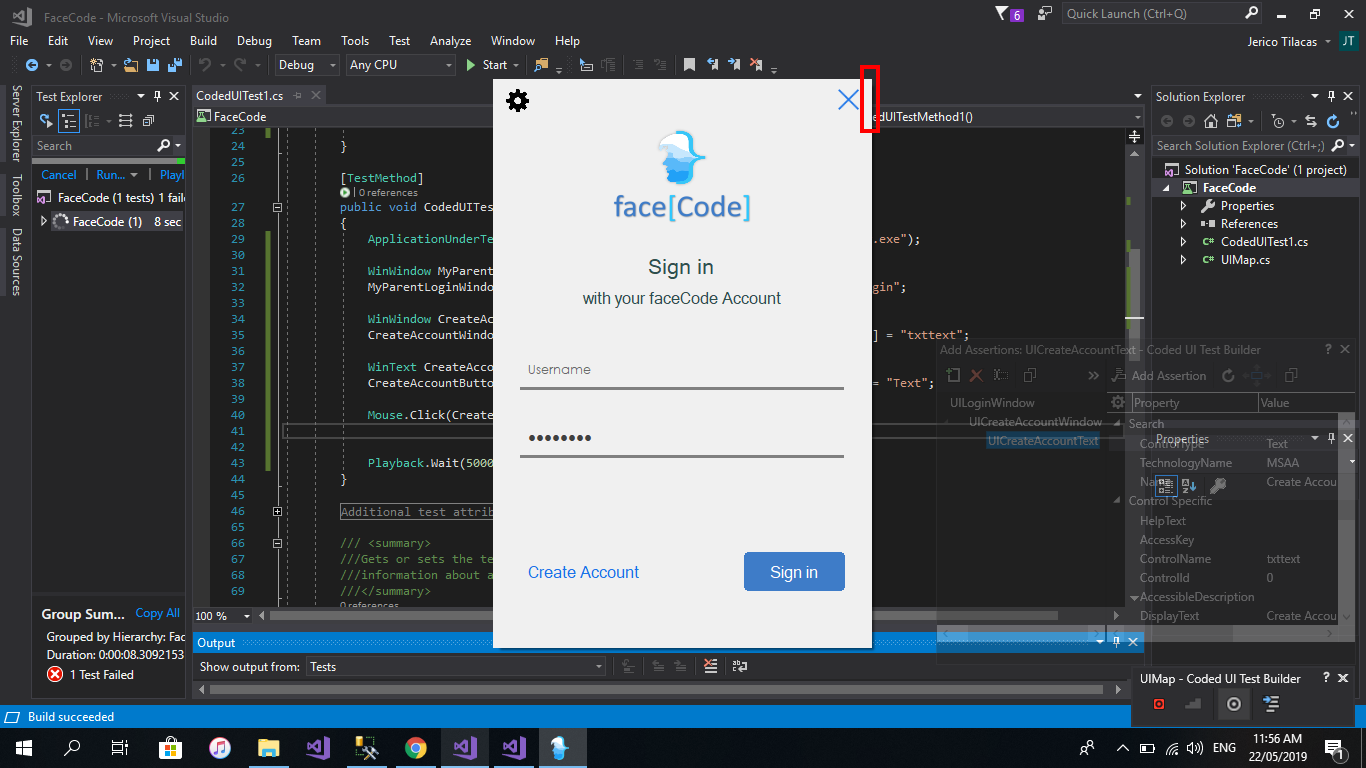 FaceCode - Microsoft Visual Studio
6
Quick Launch (Ctrl+Q)
File Edit View Project Build Debug Team Tools Test Analyze Window Help
Jerico Tilacas JT
Debug Any CPU Start
Server Explorer
Toolbox
Data Sources
Test Explorer
Search
Cancel Run... Playl
FaceCode (1 tests) 1 faile
FaceCode (1) 8 sec
Group Sum... Copy All
Grouped by Hierarchy: Fac
Duration: 0:00:08.3092153
1 Test Failed
CodedUITest1.cs
FaceCode
edUITestMethod1()
23
24 }
25
26 [TestMethod]
0 references
27 public void CodedUITes
28 {
29 ApplicationUnderTe .exe");
30
31 WinWindow MyParent
32 MyParentLoginWindo gin";
33
34 WinWindow CreateAc
35 CreateAccountWindo ] = "txttext";
36
37 WinText CreateAcco
38 CreateAccountButto = "Text";
39
40 Mouse.Click(Create
41
42
43 Playback.Wait(5000
44 }
45
46 Additional test attrib
65
66 /// <summary>
67 ///Gets or sets the te
68 ///information about a
69 ///</summary>
0 references
100 %
face[Code]
Sign in
with your faceCode Account
Username
••••••••
Create Account
Sign in
Output
Show output from: Tests
Solution Explorer
Search Solution Explorer (Ctrl+;)
Solution 'FaceCode' (1 project)
FaceCode
Properties
References
C# CodedUITest1.cs
C# UIMap.cs
Add Assertions: UICreateAccountText - Coded UI Test Builder
Add Assertion
UILoginWindow
UICreateAccountWindow
UICreateAccountText
Property Value
Search
Properties
ControlType Text
TechnologyName MSAA
Na Create Accou
Control Specific
HelpText
AccessKey
ControlName txttext
ControlId 0
AccessibleDescription
DisplayText Create Accou
UIMap - Coded UI Test Builder
Build succeeded
ENG
11:56 AM
22/05/2019
1